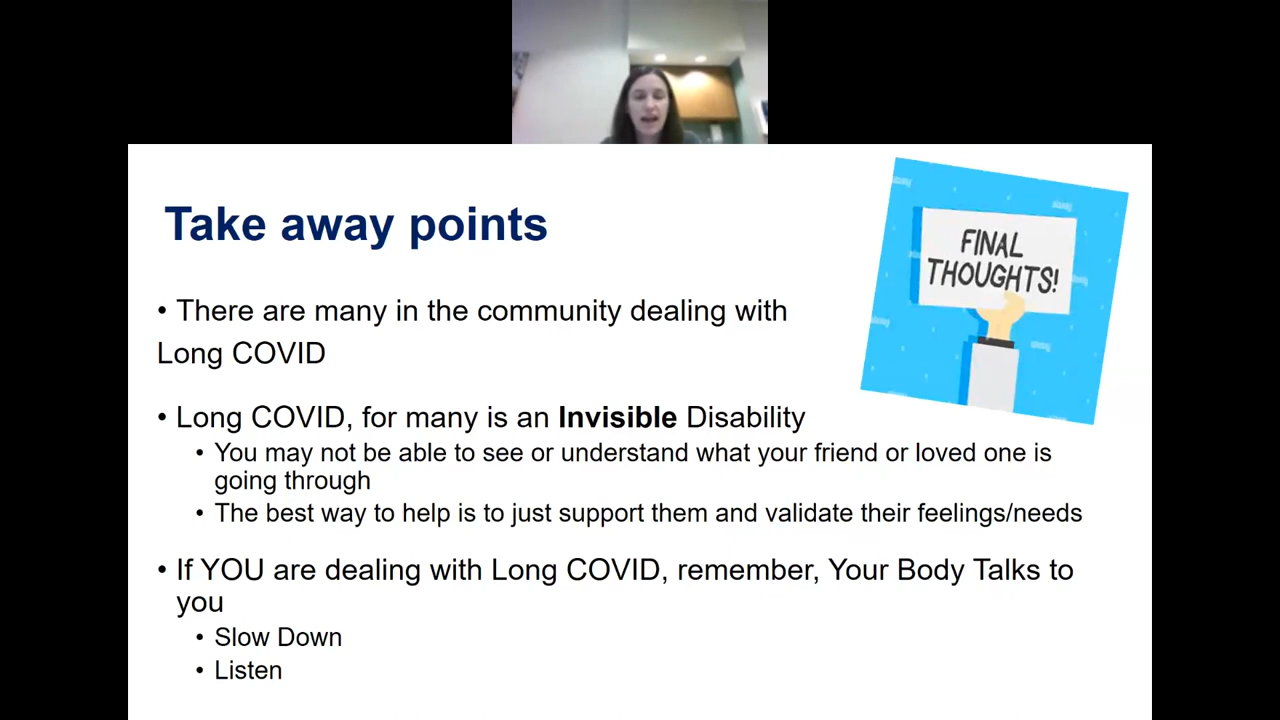 Take away points
FINAL
THOUGHTS!
• There are many in the community dealing with
Long COVID
• Long COVID, for many is an Invisible Disability
• You may not be able to see or understand what your friend or loved one is
going through
• The best way to help is to just support them and validate their feelings/needs
• If YOU are dealing with Long COVID, remember, Your Body Talks to
you
• Slow Down
• Listen